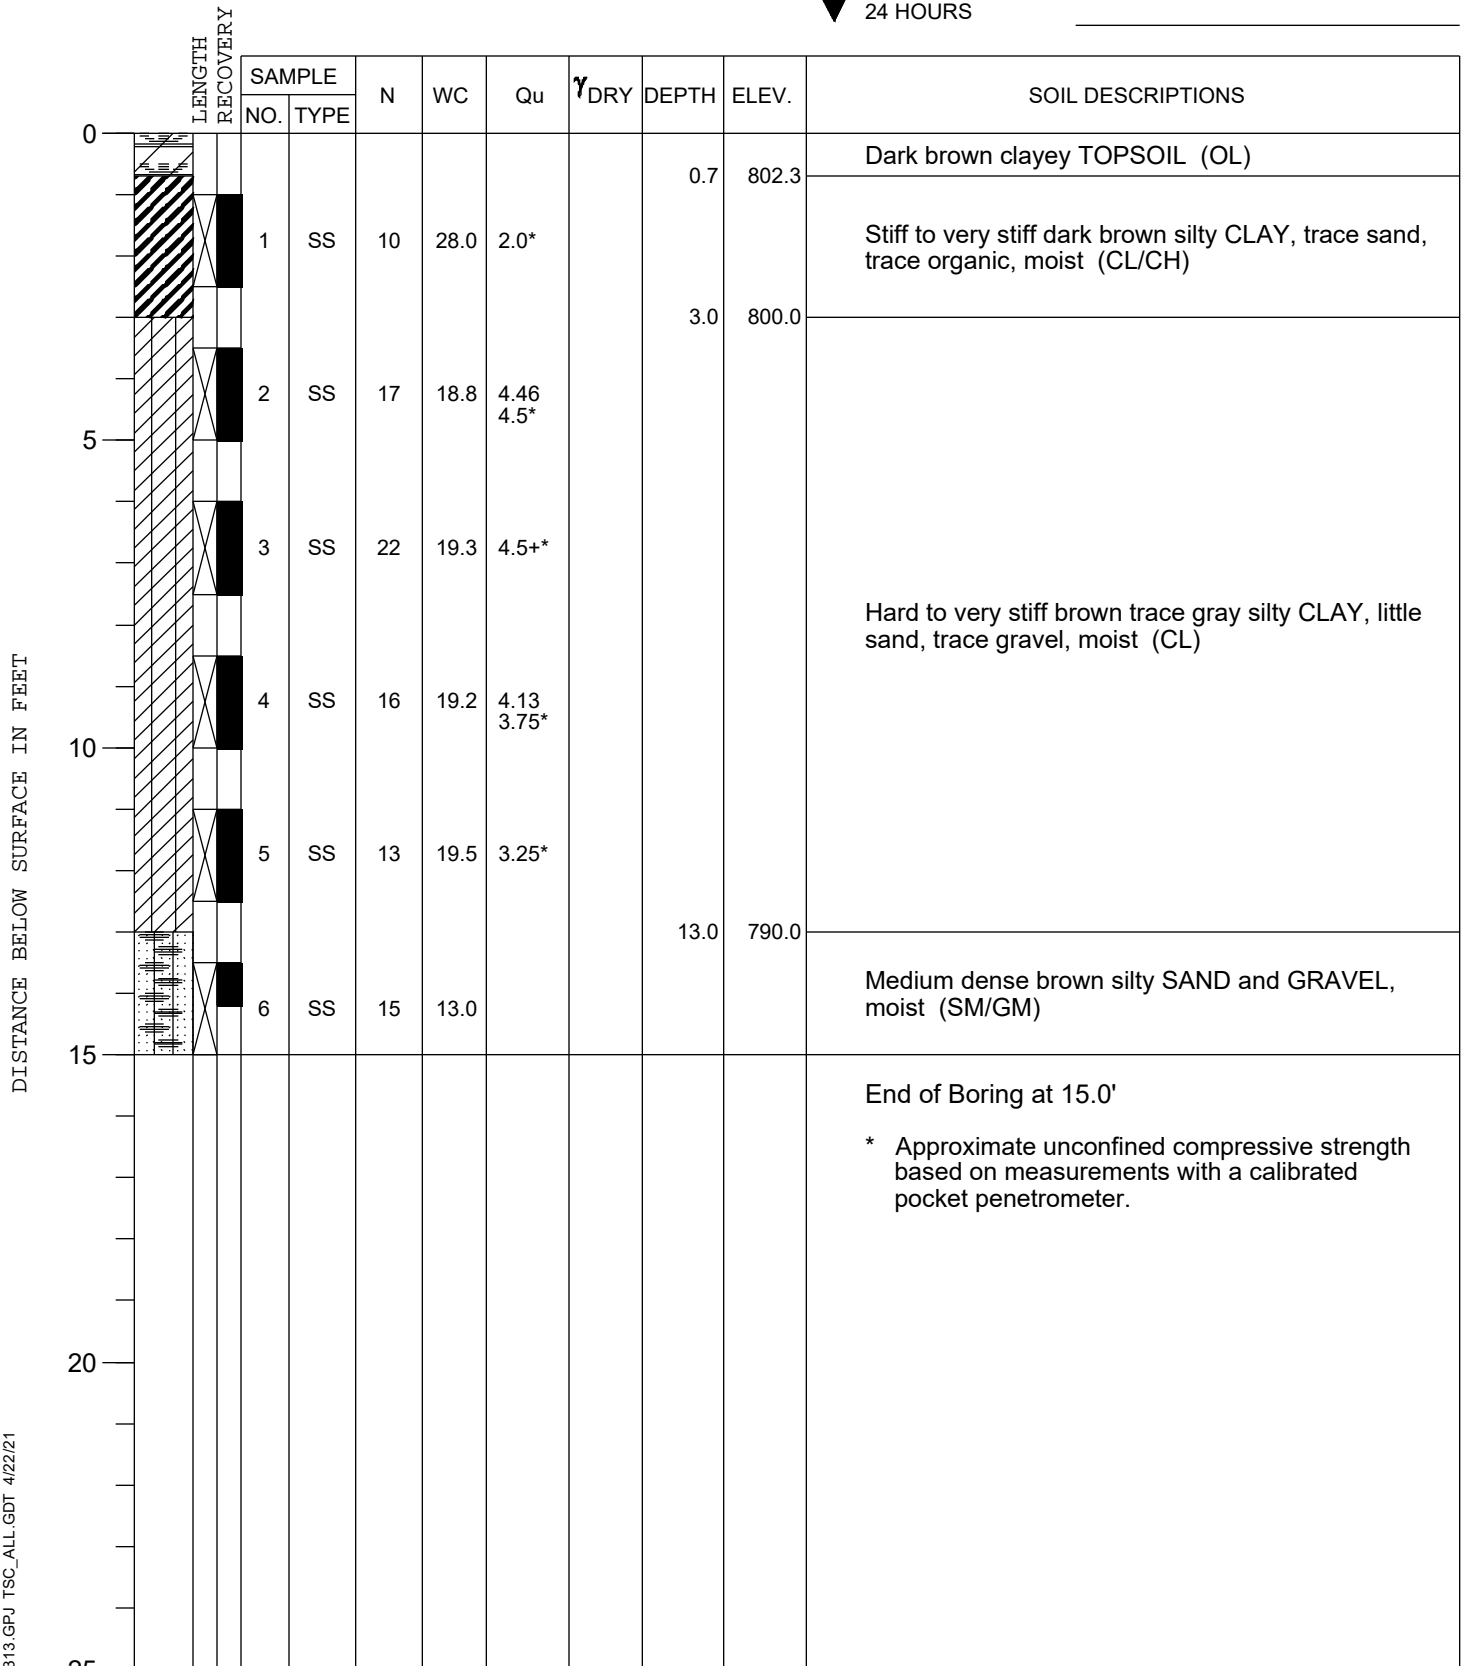 24 HOURS
LENGTH
RECOVERY
SAMPLE
NO. TYPE N WC Qu γDRY DEPTH ELEV. SOIL DESCRIPTIONS
0
Dark brown clayey TOPSOIL (OL)
0.7 802.3
1 SS 10 28.0 2.0*
Stiff to very stiff dark brown silty CLAY, trace sand,
trace organic, moist (CL/CH)
3.0 800.0
2 SS 17 18.8 4.46
4.5*
5
3 SS 22 19.3 4.5+*
Hard to very stiff brown trace gray silty CLAY, little
sand, trace gravel, moist (CL)
4 SS 16 19.2 4.13
3.75*
10
5 SS 13 19.5 3.25*
13.0 790.0
Medium dense brown silty SAND and GRAVEL,
moist (SM/GM)
6 SS 15 13.0
15
End of Boring at 15.0'
* Approximate unconfined compressive strength
based on measurements with a calibrated
pocket penetrometer.
20
DISTANCE BELOW SURFACE IN FEET
313.GPJ TSC_ALL.GDT 4/22/21